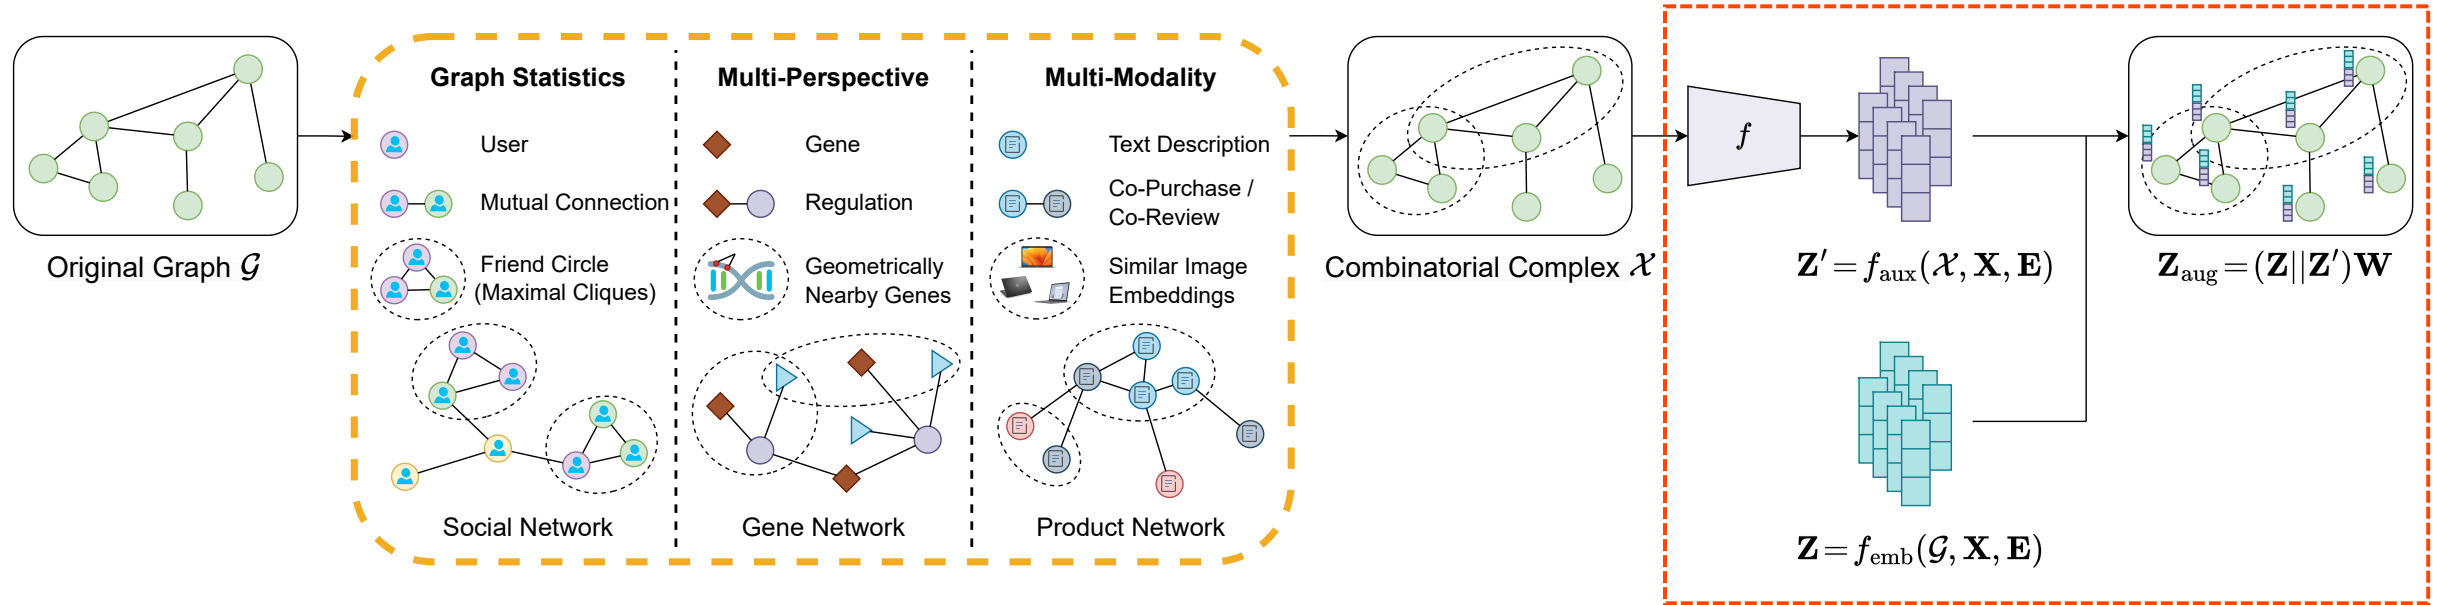 Original Graph 𝒢
Graph Statistics
User
Mutual Connection
Friend Circle
(Maximal Cliques)
Social Network
Multi-Perspective
Gene
Regulation
Geometrically
Nearby Genes
Gene Network
Multi-Modality
Text Description
Co-Purchase /
Co-Review
Similar Image
Embeddings
Product Network
Combinatorial Complex 𝒳
f
Z′ = f_aux(𝒳, X, E)
Z = f_emb(𝒢, X, E)
Z_aug = (Z||Z′)W